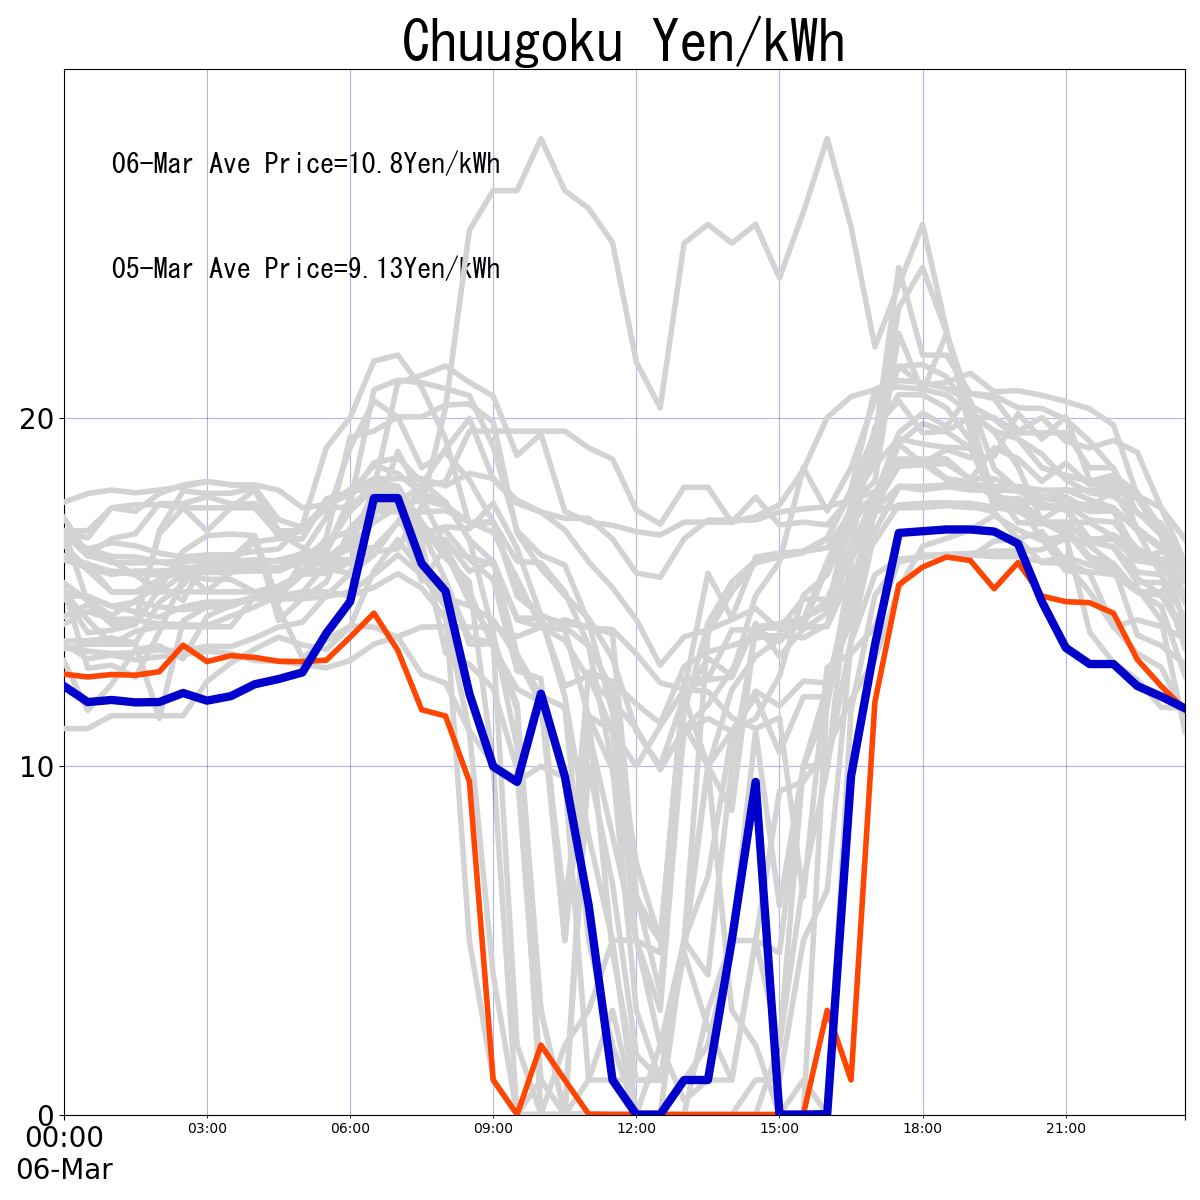 Chuugoku Yen/kWh
06-Mar Ave Price=10.8Yen/kWh
05-Mar Ave Price=9.13Yen/kWh
20
10
0
00:00 03:00 06:00 09:00 12:00 15:00 18:00 21:00
06-Mar